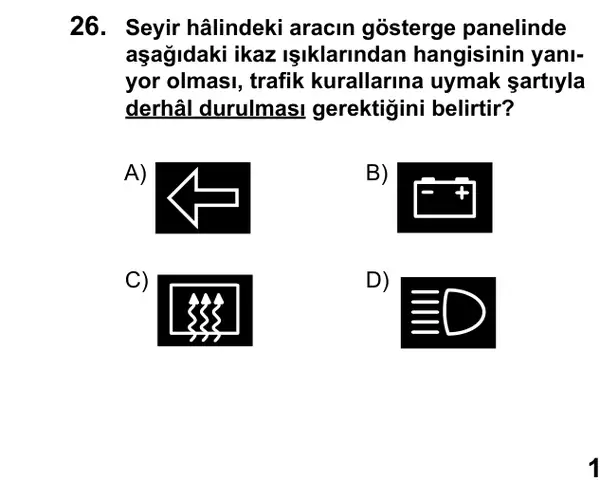 26. Seyir hâlindeki aracın gösterge panelinde
aşağıdaki ikaz ışıklarından hangisinin yanı-
yor olması, trafik kurallarına uymak şartıyla
derhâl durulması gerektiğini belirtir?
A) B)
- +
C) D)
1